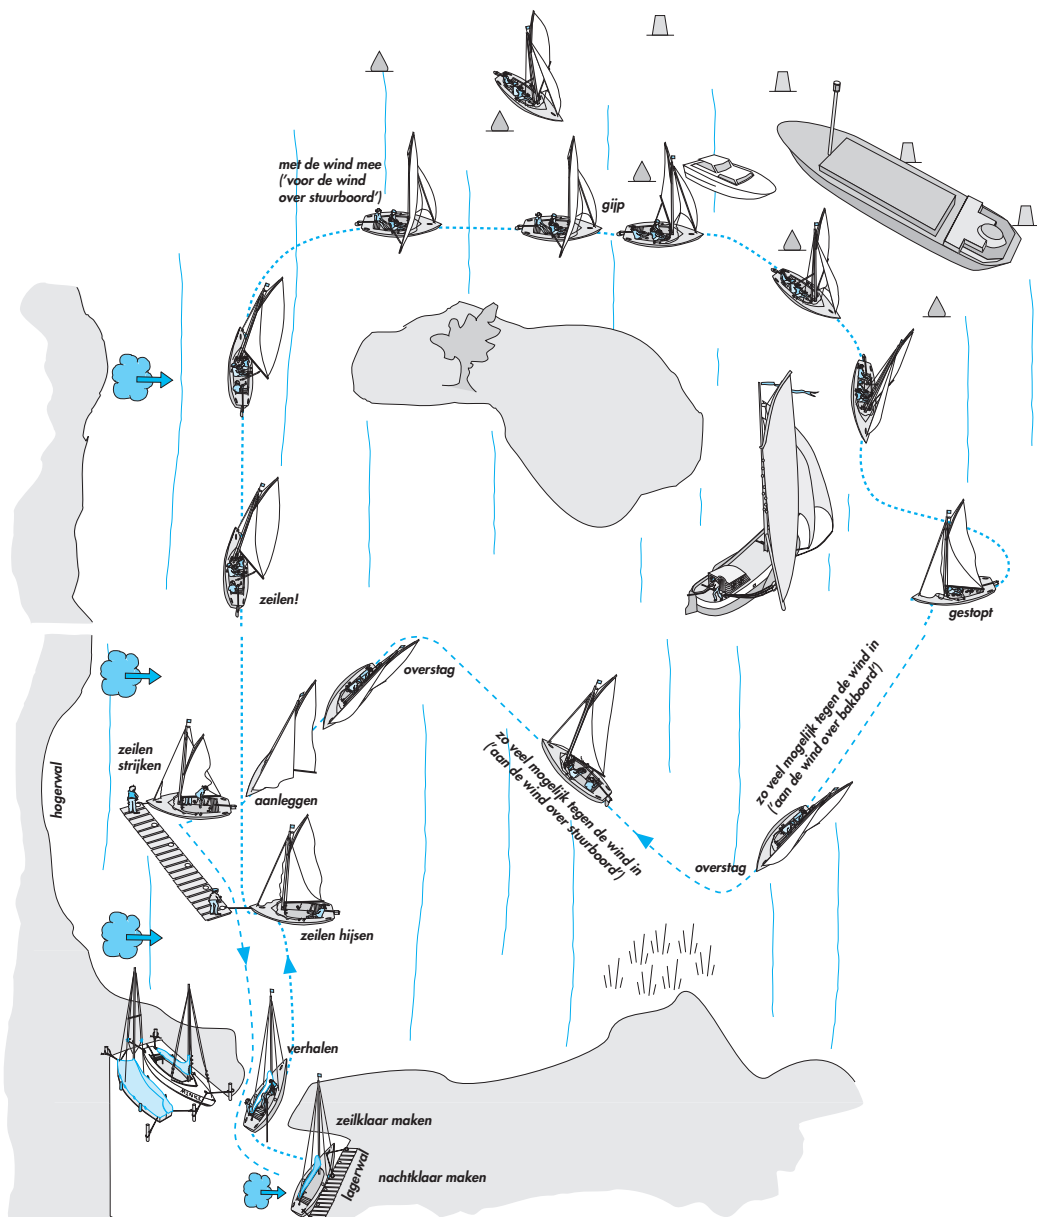 met de wind mee
('voor de wind
over stuurboord')
gijp
zeilen!
gestopt
overstag
zo veel mogelijk tegen de wind in
('aan de wind over bakboord')
zo veel mogelijk tegen de wind in
('aan de wind over stuurboord')
zeilen
strijken
aanleggen
hogerwal
overstag
zeilen hijsen
verhalen
zeilklaar maken
lagerwal
nachtklaar maken